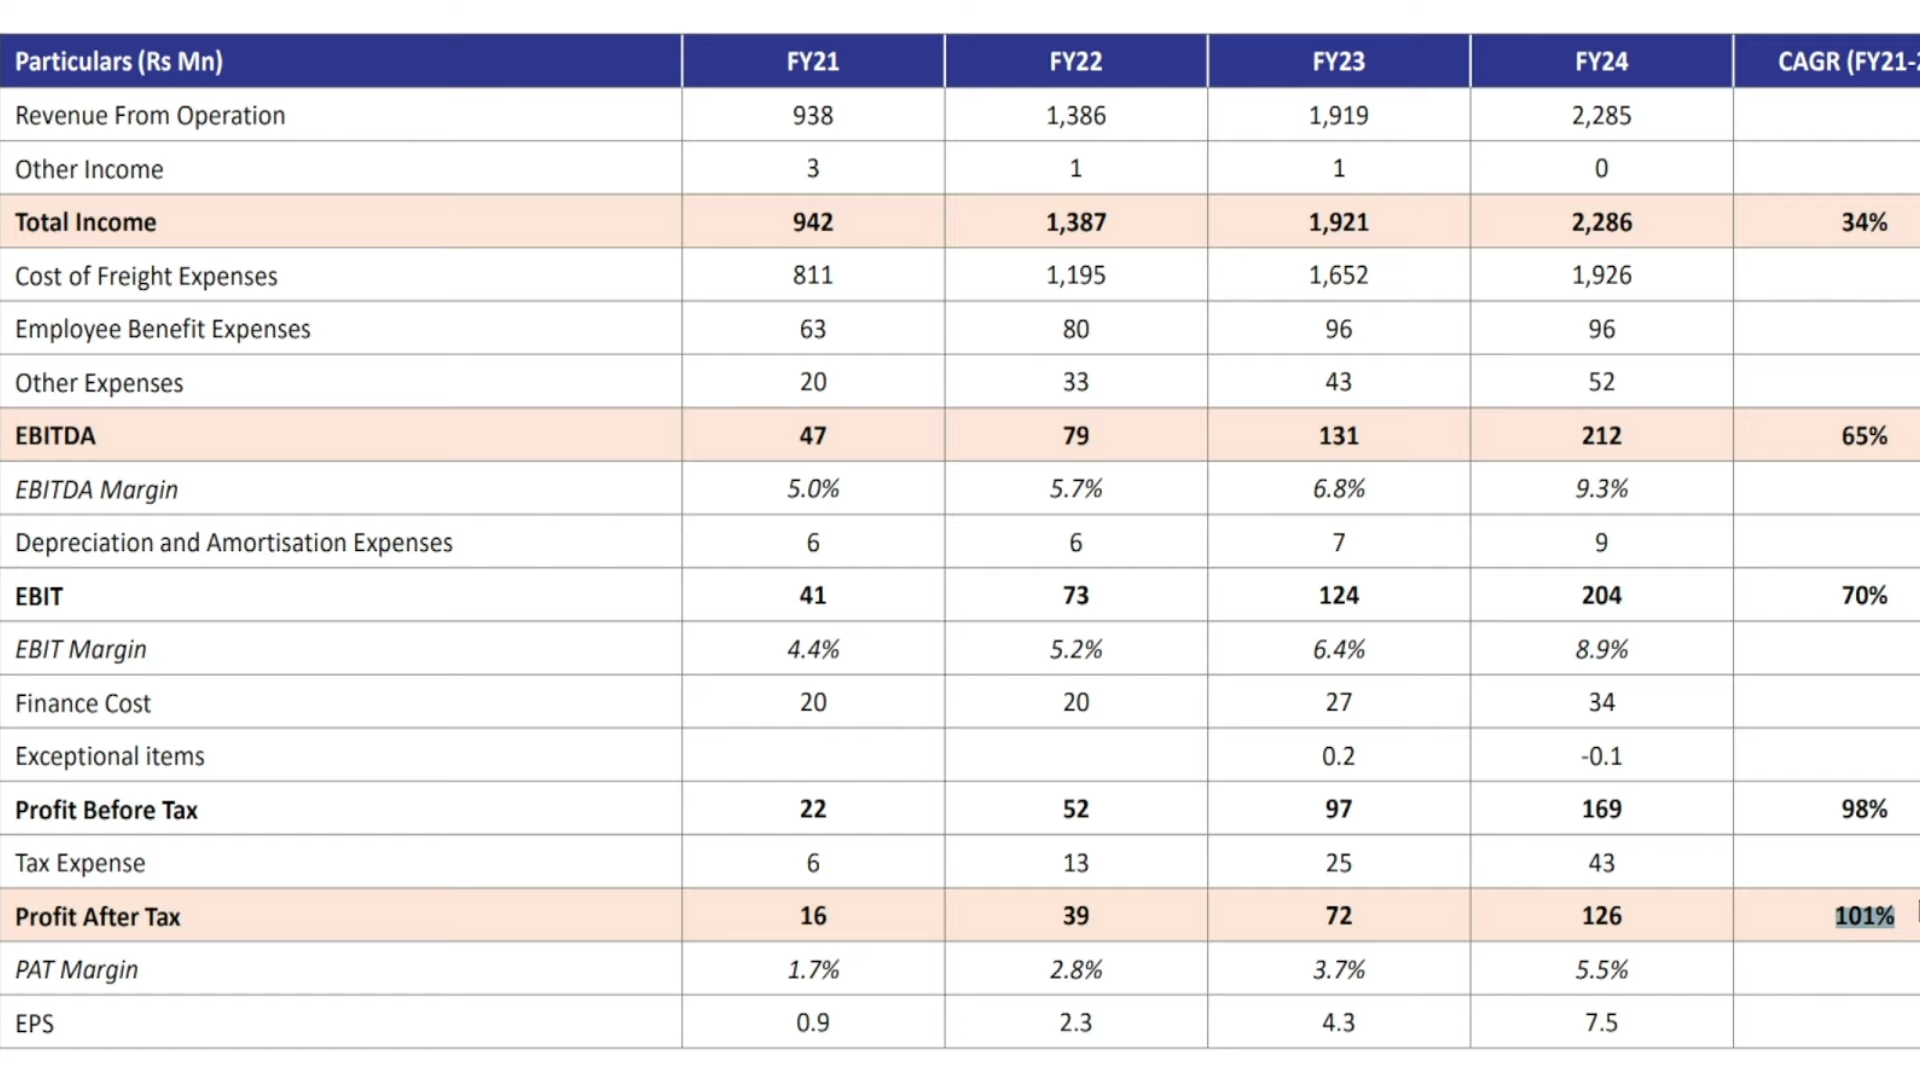 Particulars (Rs Mn) FY21 FY22 FY23 FY24 CAGR (FY21-2
Revenue From Operation 938 1,386 1,919 2,285
Other Income 3 1 1 0
Total Income 942 1,387 1,921 2,286 34%
Cost of Freight Expenses 811 1,195 1,652 1,926
Employee Benefit Expenses 63 80 96 96
Other Expenses 20 33 43 52
EBITDA 47 79 131 212 65%
EBITDA Margin 5.0% 5.7% 6.8% 9.3%
Depreciation and Amortisation Expenses 6 6 7 9
EBIT 41 73 124 204 70%
EBIT Margin 4.4% 5.2% 6.4% 8.9%
Finance Cost 20 20 27 34
Exceptional items 0.2 -0.1
Profit Before Tax 22 52 97 169 98%
Tax Expense 6 13 25 43
Profit After Tax 16 39 72 126 101%
PAT Margin 1.7% 2.8% 3.7% 5.5%
EPS 0.9 2.3 4.3 7.5